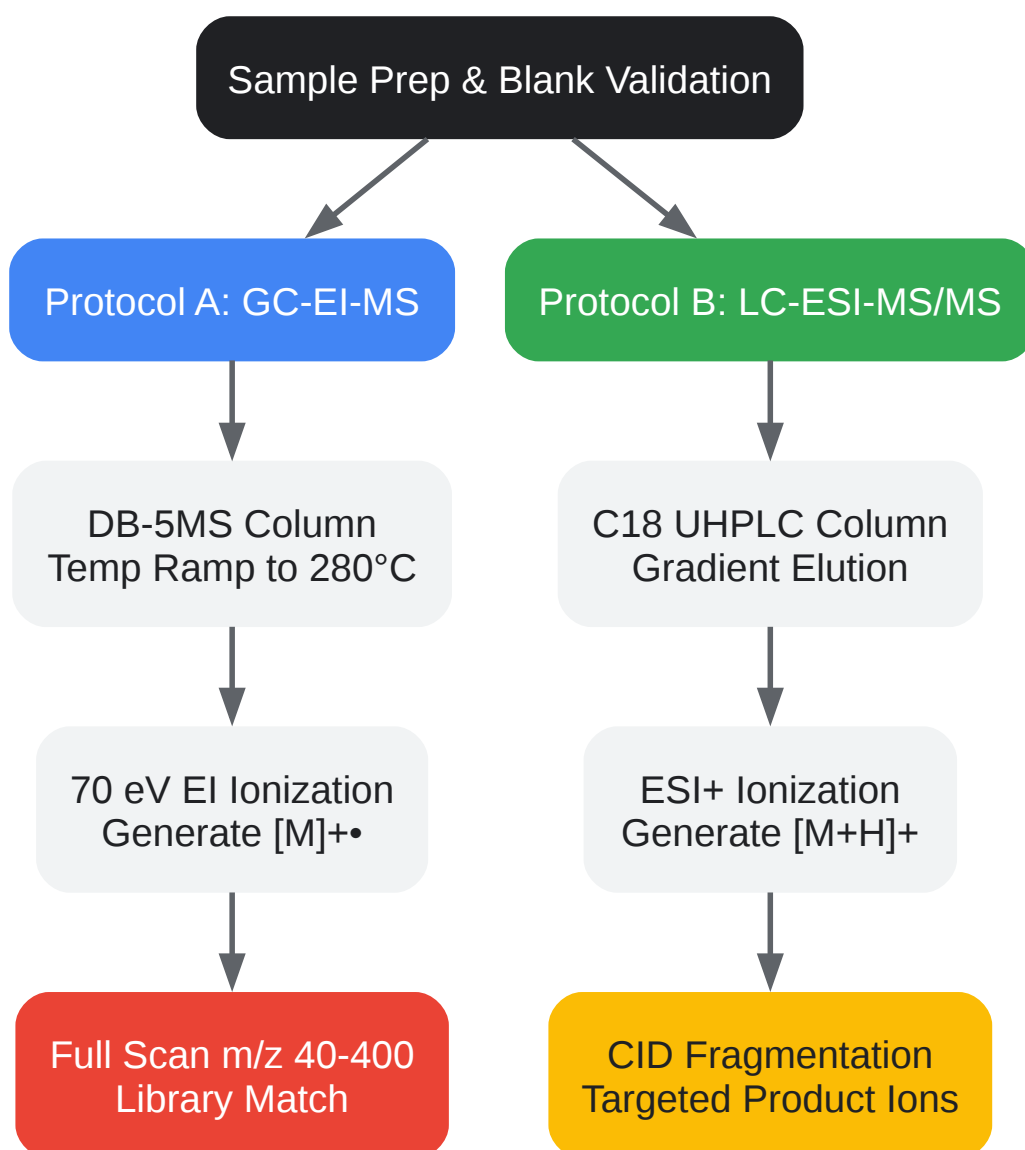 Sample Prep & Blank Validation
Protocol A: GC-EI-MS
Protocol B: LC-ESI-MS/MS
DB-5MS Column
Temp Ramp to 280°C
C18 UHPLC Column
Gradient Elution
70 eV EI Ionization
Generate [M]+•
ESI+ Ionization
Generate [M+H]+
Full Scan m/z 40-400
Library Match
CID Fragmentation
Targeted Product Ions